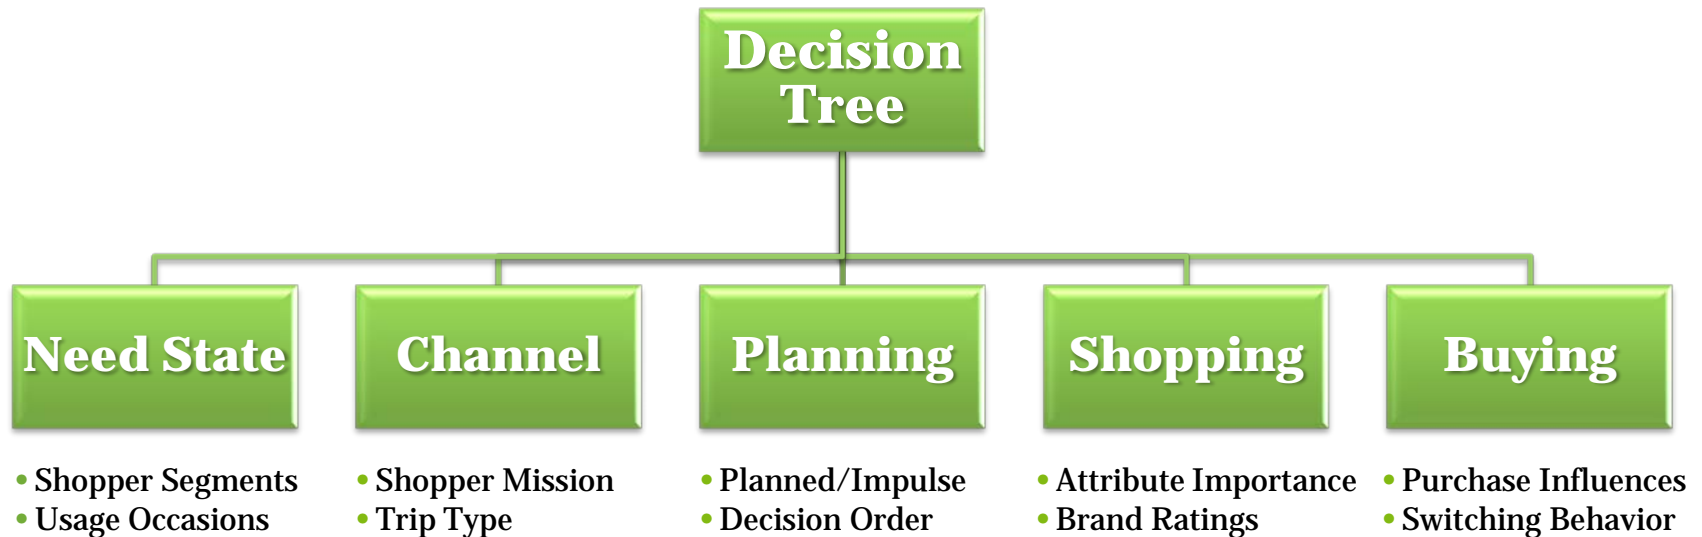 Decision
Tree
Need State
Channel
Planning
Shopping
Buying
• Shopper Segments
• Usage Occasions
• Shopper Mission
• Trip Type
• Planned/Impulse
• Decision Order
• Attribute Importance
• Brand Ratings
• Purchase Influences
• Switching Behavior